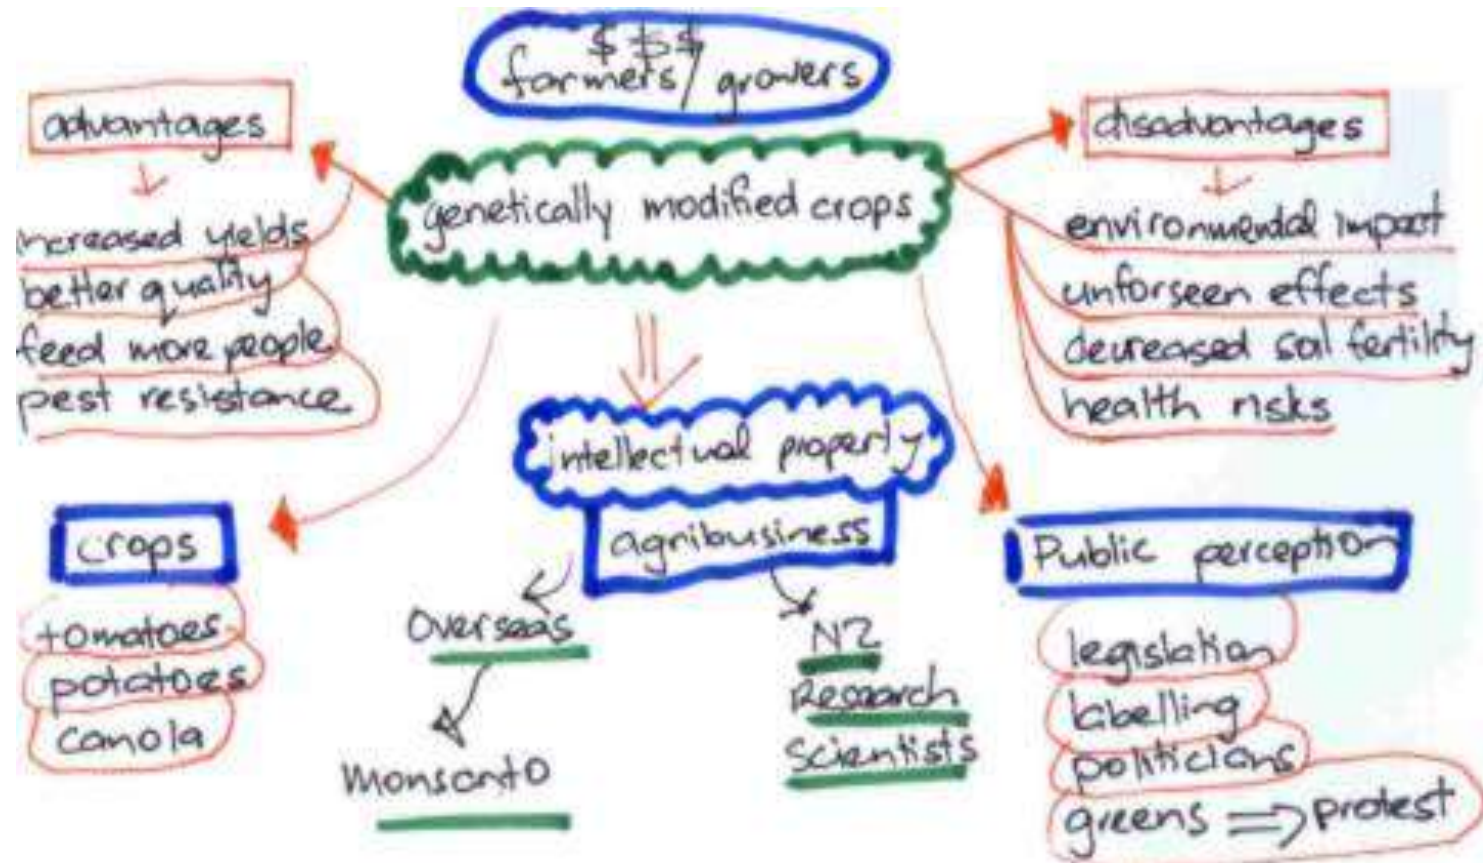 $ $ $
farmers/ growers
genetically modified crops
advantages
increased yields
better quality
feed more people
pest resistance
disadvantages
environmental impact
unforseen effects
decreased soil fertility
health risks
intellectual property
agribusiness
Overseas
Monsanto
NZ
Research
Scientists
crops
tomatoes
potatoes
canola
Public perception
legislation
labelling
politicians
greens ⇒ protest